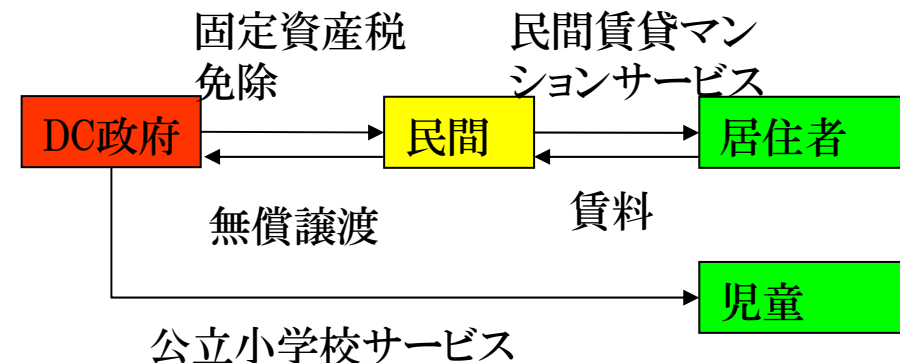 固定資産税
免除
民間賃貸マン
ションサービス
DC政府
民間
居住者
無償譲渡
賃料
児童
公立小学校サービス